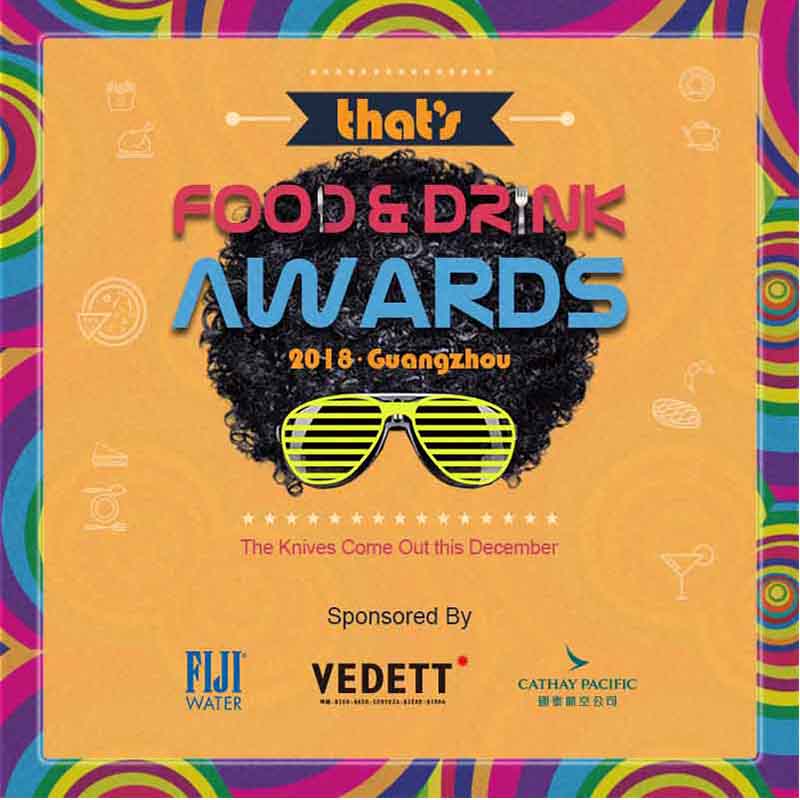 that's
FOOD & DRINK
AWARDS
2018·Guangzhou
The Knives Come Out this December
Sponsored By
FIJI
WATER
VEDETT
CATHAY PACIFIC
國泰航空公司